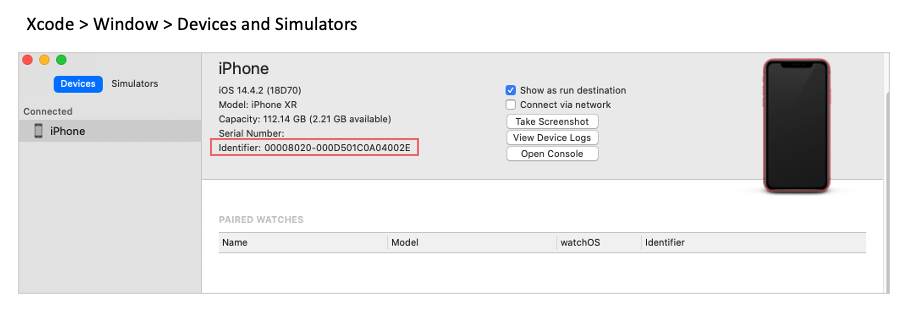 Xcode > Window > Devices and Simulators
Devices
Simulators
Connected
iPhone
iPhone
iOS 14.4.2 (18D70)
Model: iPhone XR
Capacity: 112.14 GB (2.21 GB available)
Serial Number:
Identifier: 00008020-000D501C0A04002E
Show as run destination
Connect via network
Take Screenshot
View Device Logs
Open Console
PAIRED WATCHES
Name Model watchOS Identifier